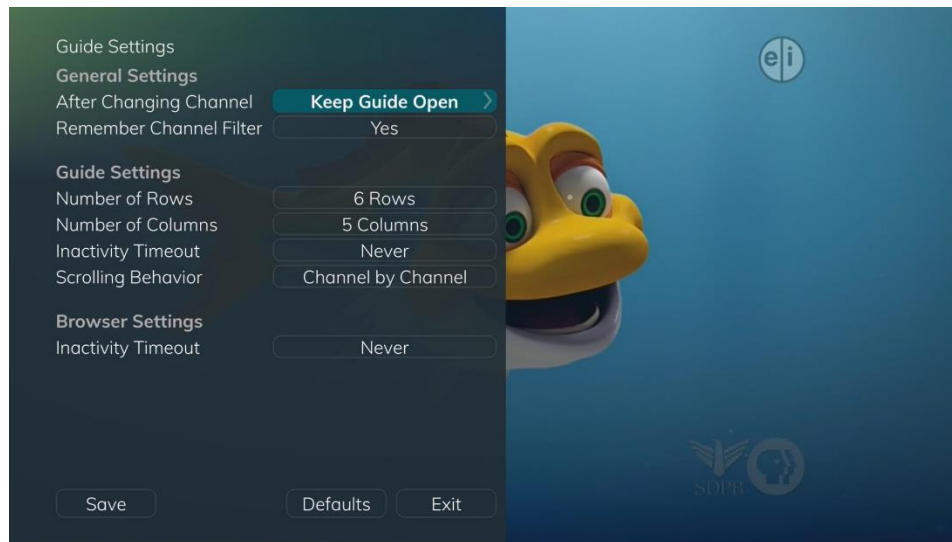 Guide Settings
General Settings
After Changing Channel Keep Guide Open
Remember Channel Filter Yes
Guide Settings
Number of Rows 6 Rows
Number of Columns 5 Columns
Inactivity Timeout Never
Scrolling Behavior Channel by Channel
Browser Settings
Inactivity Timeout Never
Save Defaults Exit
e|i
SDPB